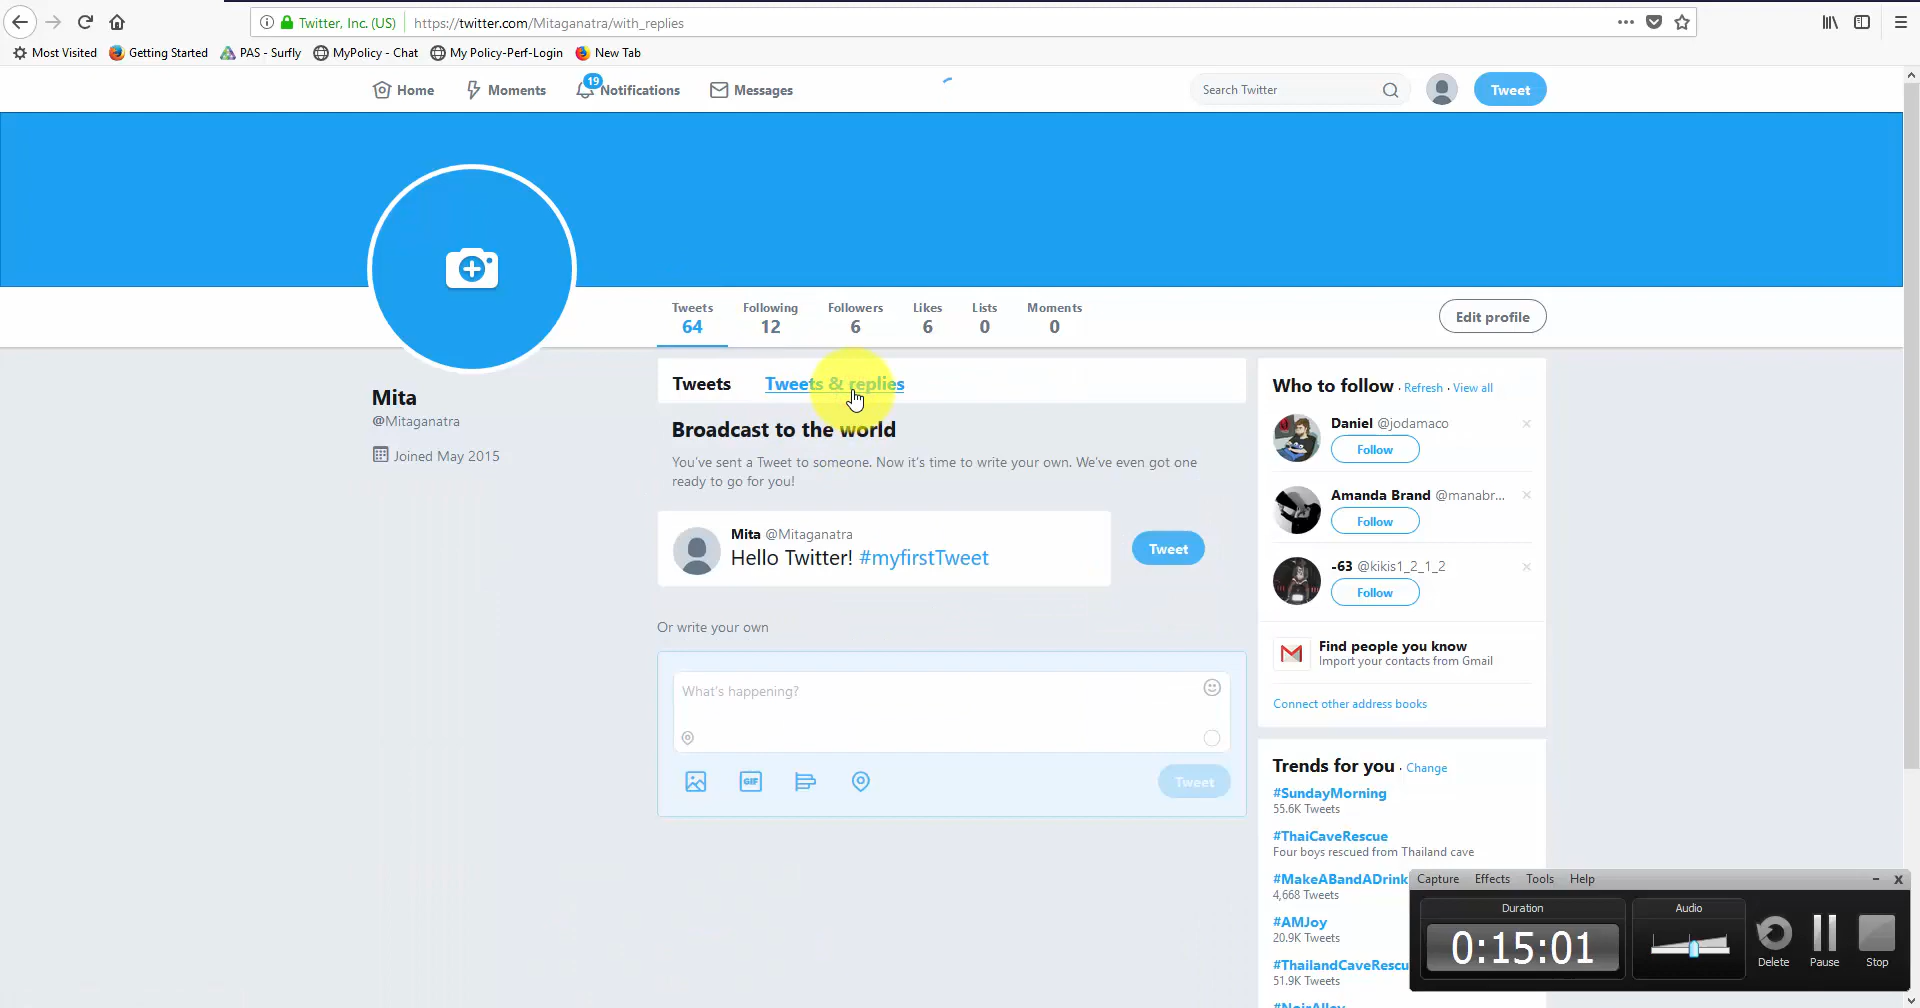 Twitter, Inc. (US)
https://twitter.com/Mitaganatra/with_replies
Most Visited
Getting Started
PAS - Surfly
MyPolicy - Chat
My Policy-Perf-Login
New Tab
Home
Moments
19
Notifications
Messages
Search Twitter
Tweet
Tweets
64
Following
12
Followers
6
Likes
6
Lists
0
Moments
0
Edit profile
Mita
@Mitaganatra
Joined May 2015
Tweets
Tweets & replies
Broadcast to the world
You've sent a Tweet to someone. Now it's time to write your own. We've even got one
ready to go for you!
Mita @Mitaganatra
Hello Twitter! #myfirstTweet
Tweet
Or write your own
What's happening?
GIF
Tweet
Who to follow · Refresh · View all
Daniel @jodamaco
Follow
Amanda Brand @manabr...
Follow
-63 @kikis1_2_1_2
Follow
Find people you know
Import your contacts from Gmail
Connect other address books
Trends for you · Change
#SundayMorning
55.6K Tweets
#ThaiCaveRescue
Four boys rescued from Thailand cave
#MakeABandADrink
4,668 Tweets
#AMJoy
20.9K Tweets
#ThailandCaveRescu
51.9K Tweets
Capture
Effects
Tools
Help
Duration
0:15:01
Audio
Delete
Pause
Stop